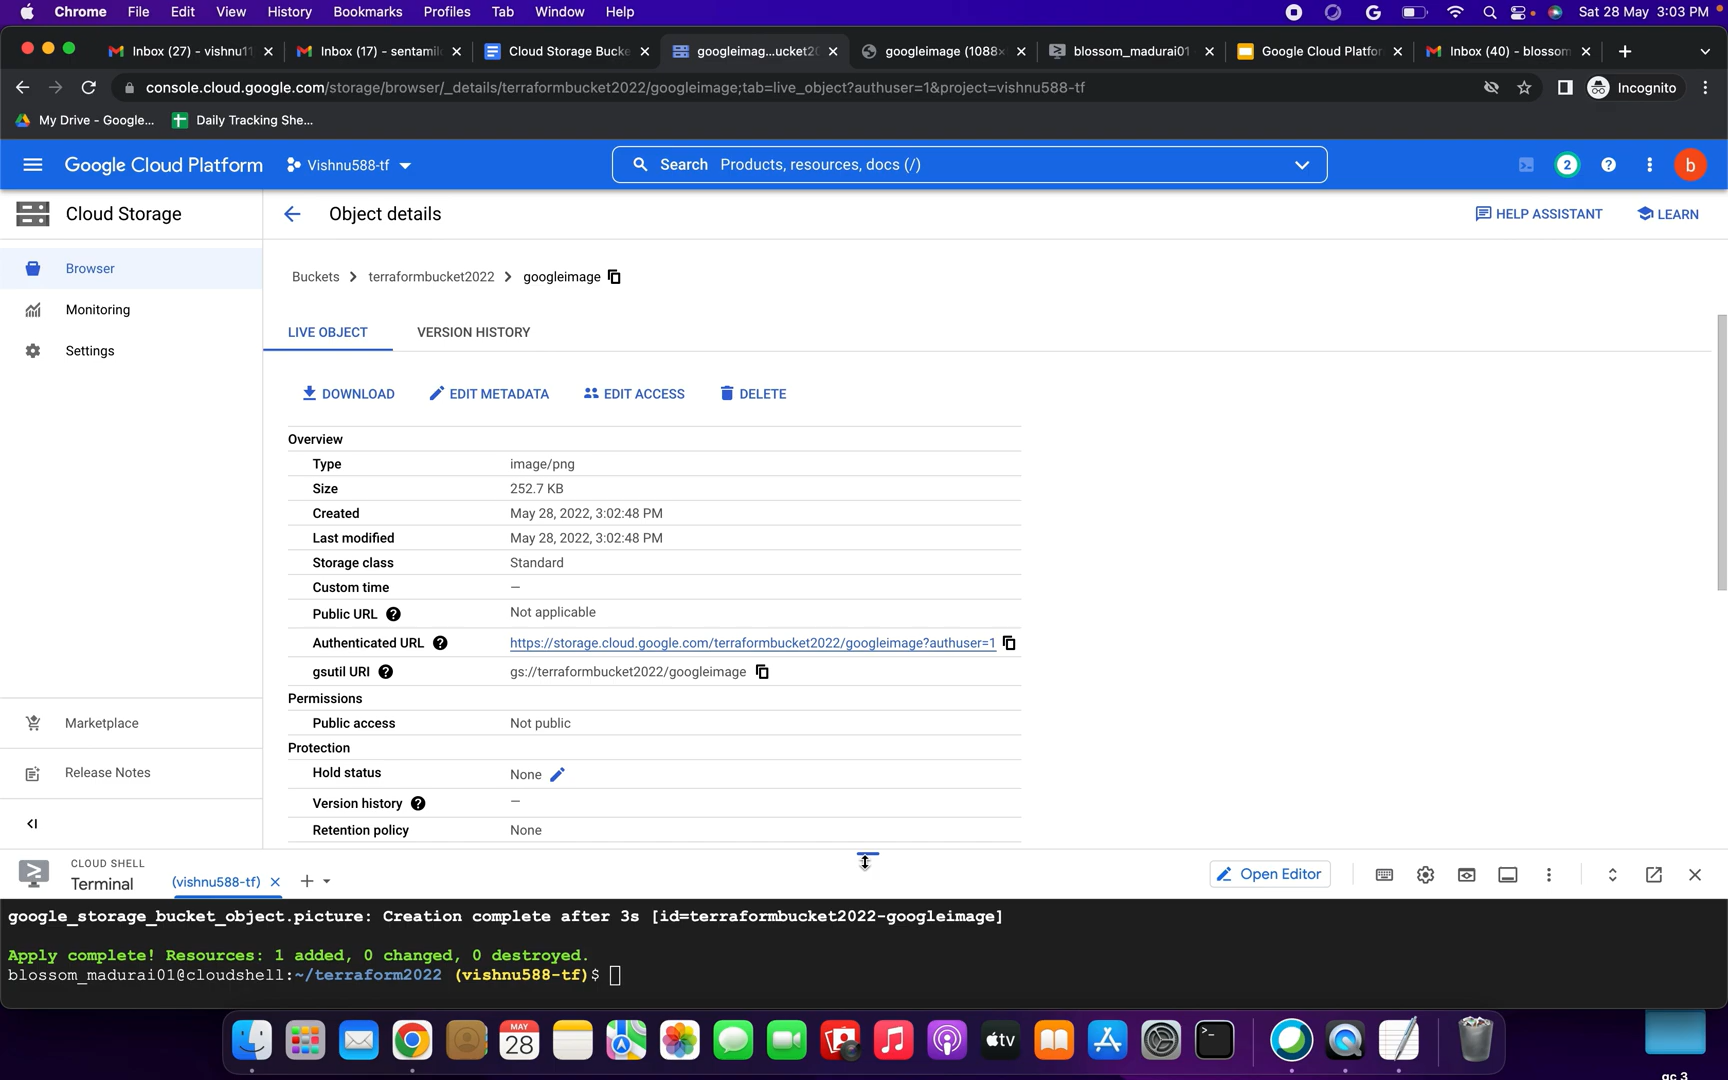 Chrome File Edit View History Bookmarks Profiles Tab Window Help Sat 28 May 3:03 PM
Inbox (27) - vishnu11 Inbox (17) - sentamil Cloud Storage Bucke googleimag...ucket20 googleimage (1088× blossom_madurai01 Google Cloud Platfor Inbox (40) - blossom
console.cloud.google.com/storage/browser/_details/terraformbucket2022/googleimage;tab=live_object?authuser=1&project=vishnu588-tf Incognito
My Drive - Google... Daily Tracking She...
Google Cloud Platform Vishnu588-tf Search Products, resources, docs (/) 2 ? b
Cloud Storage Object details HELP ASSISTANT LEARN
Browser
Monitoring
Settings
Buckets > terraformbucket2022 > googleimage
LIVE OBJECT VERSION HISTORY
DOWNLOAD EDIT METADATA EDIT ACCESS DELETE
Overview
Type image/png
Size 252.7 KB
Created May 28, 2022, 3:02:48 PM
Last modified May 28, 2022, 3:02:48 PM
Storage class Standard
Custom time —
Public URL ? Not applicable
Authenticated URL ? https://storage.cloud.google.com/terraformbucket2022/googleimage?authuser=1
gsutil URI ? gs://terraformbucket2022/googleimage
Permissions
Public access Not public
Protection
Hold status None
Version history ? —
Retention policy None
Marketplace
Release Notes
CLOUD SHELL
Terminal (vishnu588-tf) Open Editor
google_storage_bucket_object.picture: Creation complete after 3s [id=terraformbucket2022-googleimage]
Apply complete! Resources: 1 added, 0 changed, 0 destroyed.
blossom_madurai01@cloudshell:~/terraform2022 (vishnu588-tf)$
MAY
28
tv
gc 3